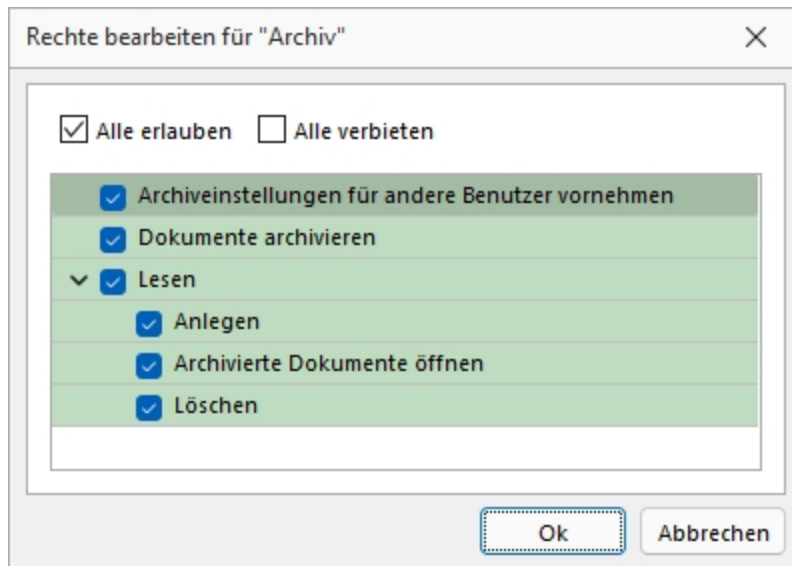 Rechte bearbeiten für "Archiv"
Alle erlauben Alle verbieten
Archiveinstellungen für andere Benutzer vornehmen
Dokumente archivieren
Lesen
Anlegen
Archivierte Dokumente öffnen
Löschen
Ok Abbrechen